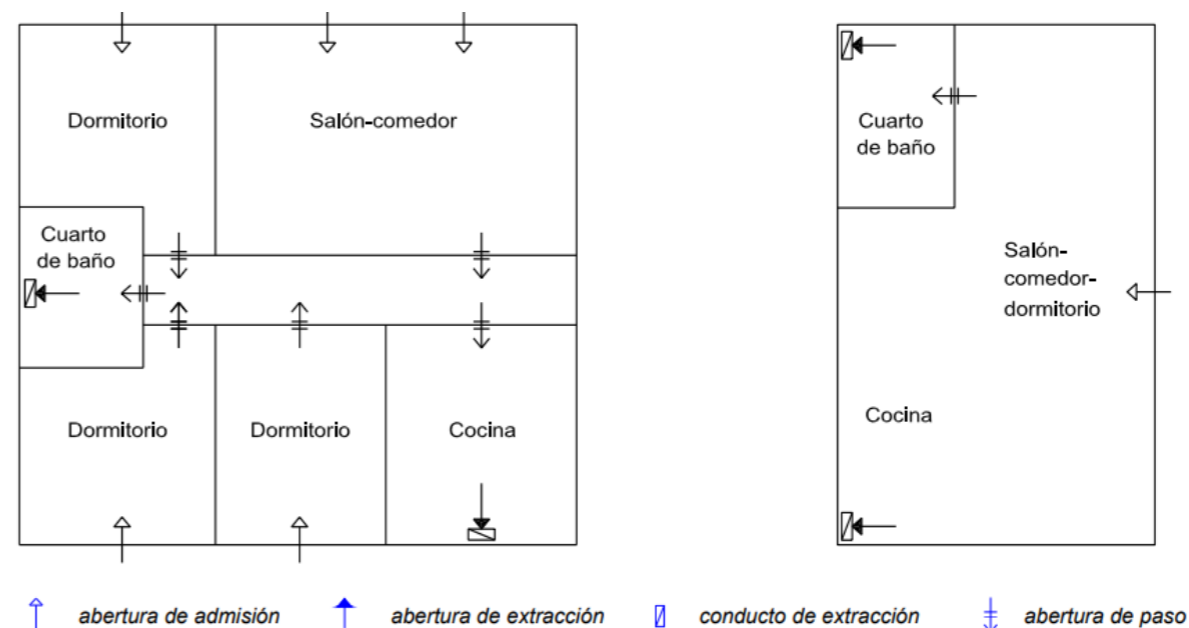 Dormitorio
Salón-comedor
Cuarto
de baño
Dormitorio
Dormitorio
Cocina
Cuarto
de baño
Salón-
comedor-
dormitorio
Cocina
abertura de admisión
abertura de extracción
conducto de extracción
abertura de paso